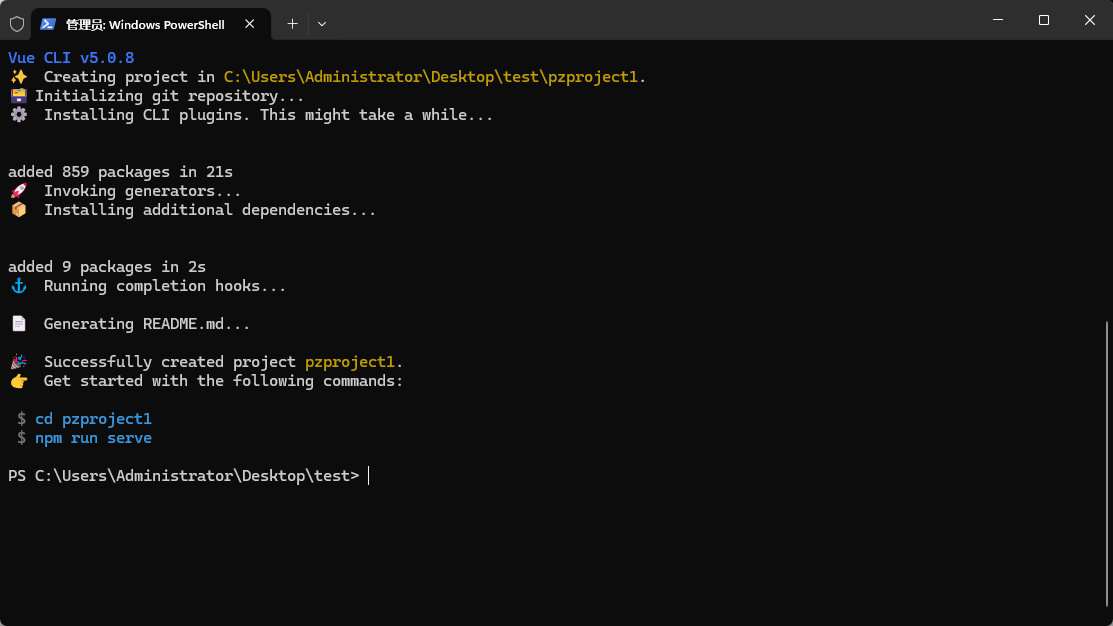 管理员: Windows PowerShell
Vue CLI v5.0.8
✨  Creating project in C:\Users\Administrator\Desktop\test\pzproject1.
🗃 Initializing git repository...
⚙  Installing CLI plugins. This might take a while...
added 859 packages in 21s
🚀  Invoking generators...
📦  Installing additional dependencies...
added 9 packages in 2s
⚓  Running completion hooks...
📄  Generating README.md...
🎉  Successfully created project pzproject1.
👉  Get started with the following commands:
$ cd pzproject1
$ npm run serve
PS C:\Users\Administrator\Desktop\test>